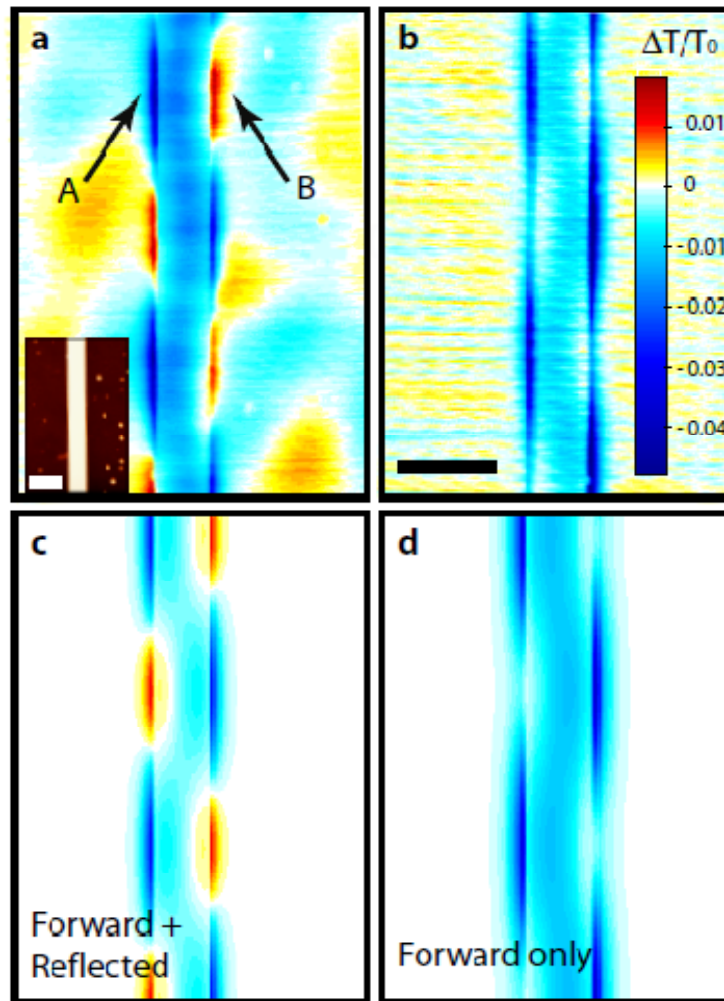 a
A
B
b
ΔT/T₀
0.01
0
-0.01
-0.02
-0.03
-0.04
c
Forward +
Reflected
d
Forward only